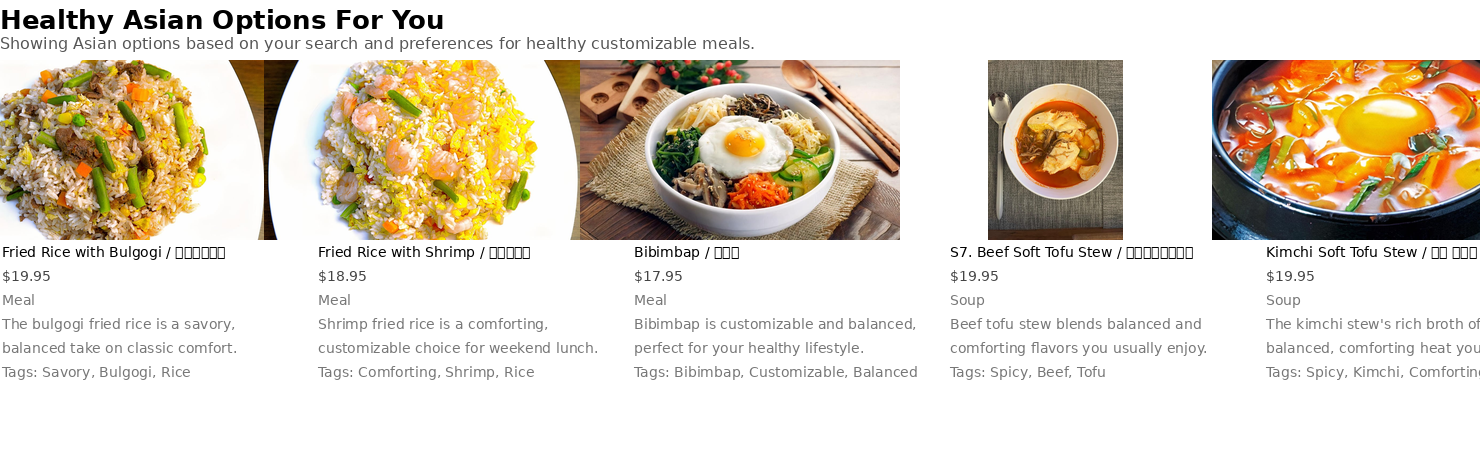 Healthy Asian Options For You
Showing Asian options based on your search and preferences for healthy customizable meals.
Fried Rice with Bulgogi /
$19.95
Meal
The bulgogi fried rice is a savory,
balanced take on classic comfort.
Tags: Savory, Bulgogi, Rice
Fried Rice with Shrimp /
$18.95
Meal
Shrimp fried rice is a comforting,
customizable choice for weekend lunch.
Tags: Comforting, Shrimp, Rice
Bibimbap /
$17.95
Meal
Bibimbap is customizable and balanced,
perfect for your healthy lifestyle.
Tags: Bibimbap, Customizable, Balanced
S7. Beef Soft Tofu Stew /
$19.95
Soup
Beef tofu stew blends balanced and
comforting flavors you usually enjoy.
Tags: Spicy, Beef, Tofu
Kimchi Soft Tofu Stew /
$19.95
Soup
The kimchi stew's rich broth of
balanced, comforting heat you
Tags: Spicy, Kimchi,